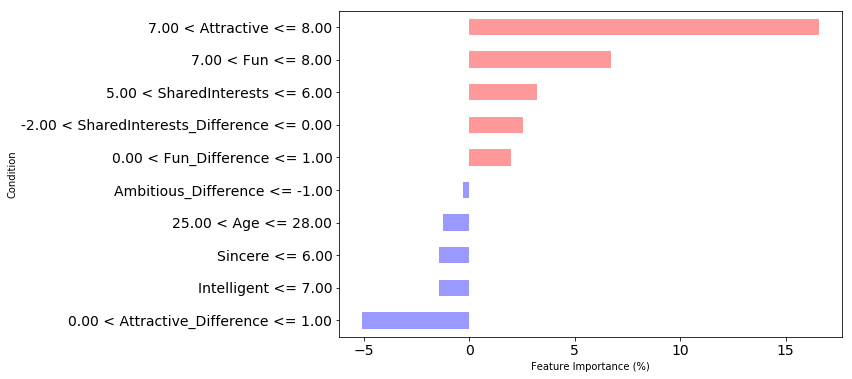 7.00 < Attractive <= 8.00
7.00 < Fun <= 8.00
5.00 < SharedInterests <= 6.00
-2.00 < SharedInterests_Difference <= 0.00
0.00 < Fun_Difference <= 1.00
Ambitious_Difference <= -1.00
25.00 < Age <= 28.00
Sincere <= 6.00
Intelligent <= 7.00
0.00 < Attractive_Difference <= 1.00
Condition
−5 0 5 10 15
Feature Importance (%)